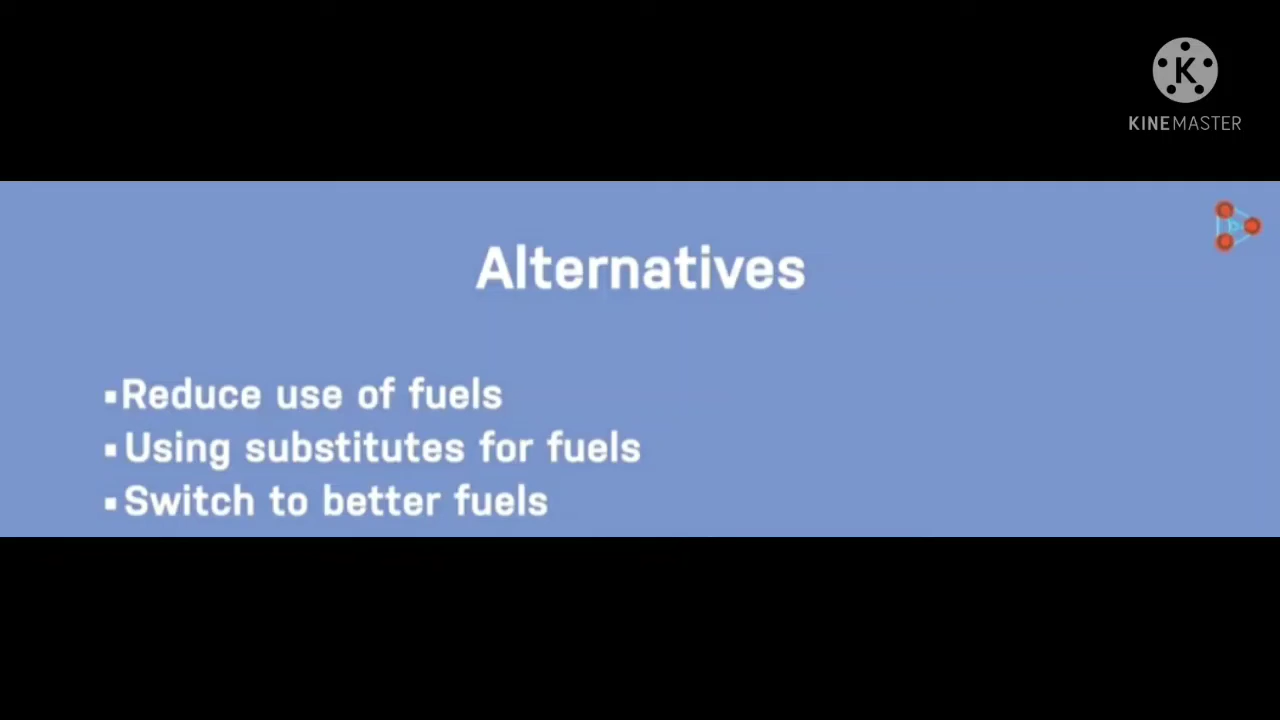 K
KINEMASTER
Alternatives
▪Reduce use of fuels
▪Using substitutes for fuels
▪Switch to better fuels